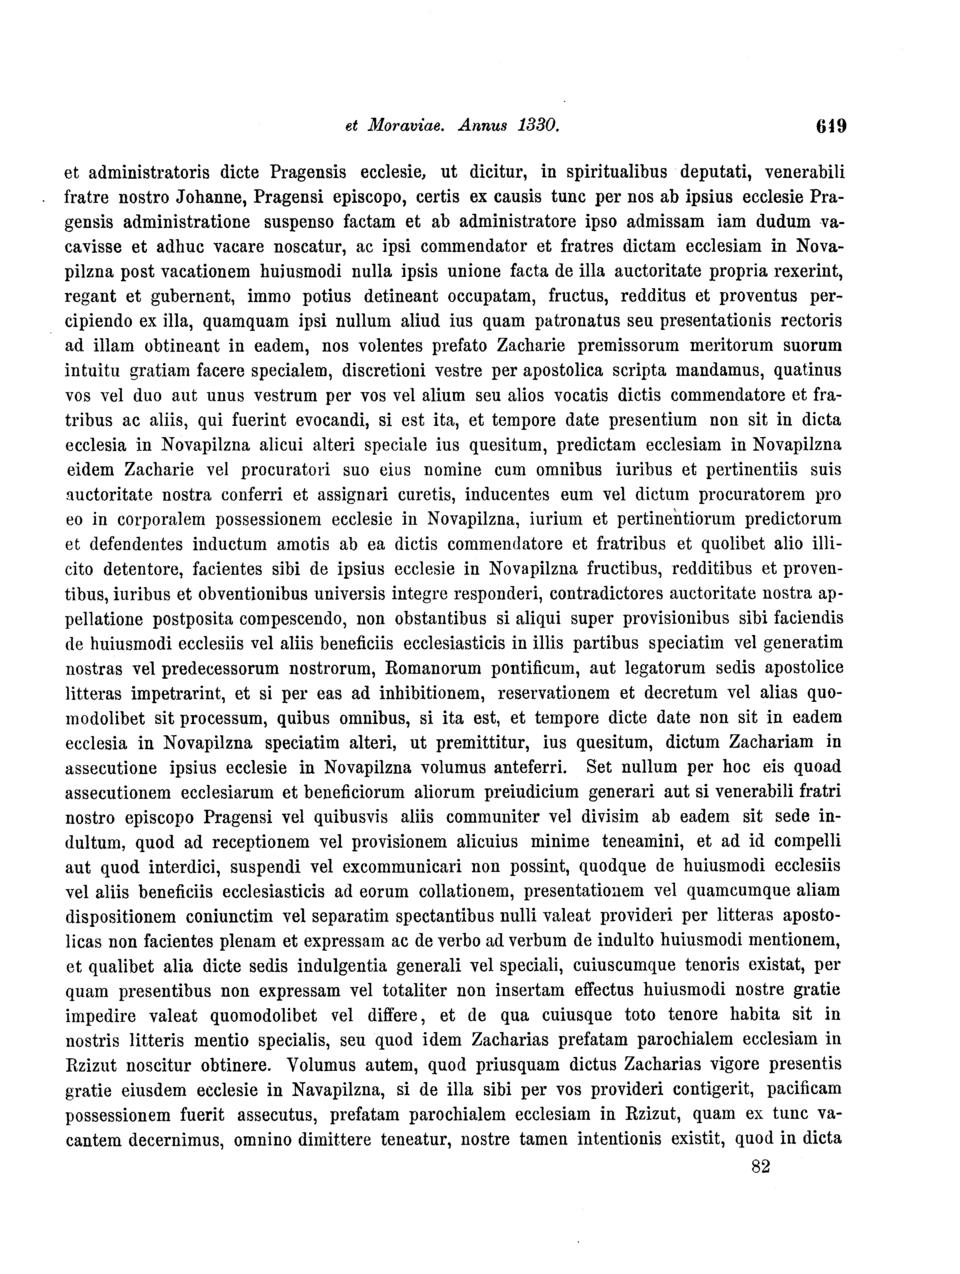 et Moraviae. Annus 1330. 649
et administratoris dicte Pragensis ecclesie, ut dicitur, in spiritualibus deputati, venerabili
fratre nostro Johanne, Pragensi episcopo, certis ex causis tunc per nos ab ipsius ecclesie Pra-
gensis administratione suspenso factam et ab administratore ipso admissam iam dudum va-
cavisse et adhuc vacare noscatur, ac ipsi commendator et fratres dictam ecclesiam in Nova-
pilzna post vacationem huiusmodi nulla ipsis unione facta de illa auctoritate propria rexerint,
regant et gubernent, immo potius detineant occupatam, fructus, redditus et proventus per-
cipiendo ex illa, quamquam ipsi nullum aliud ius quam patronatus seu presentationis rectoris
ad illam obtineant in eadem, nos volentes prefato Zacharie premissorum meritorum suorum
intuitu gratiam facere specialem, discretioni vestre per apostolica scripta mandamus, quatinus
vos vel duo aut unus vestrum per vos vel alium seu alios vocatis dictis commendatore et fra-
tribus ac aliis, qui fuerint evocandi, si est ita, et tempore date presentium non sit in dicta
ecclesia in Novapilzna alicui alteri speciale ius quesitum, predictam ecclesiam in Novapilzna
eidem Zacharie vel procuratori suo eius nomine cum omnibus iuribus et pertinentiis suis
auctoritate nostra conferri et assignari curetis, inducentes eum vel dictum procuratorem pro
eo in corporalem possessionem ecclesie in Novapilzna, iurium et pertinentiorum predictorum
et defendentes inductum amotis ab ea dictis commendatore et fratribus et quolibet alio illi-
cito detentore, facientes sibi de ipsius ecclesie in Novapilzna fructibus, redditibus et proven-
tibus, iuribus et obventionibus universis integre responderi, contradictores auctoritate nostra ap-
pellatione postposita compescendo, non obstantibus si aliqui super provisionibus sibi faciendis
de huiusmodi ecclesiis vel aliis beneficiis ecclesiasticis in illis partibus speciatim vel generatim
nostras vel predecessorum nostrorum, Romanorum pontificum, aut legatorum sedis apostolice
litteras impetrarint, et si per eas ad inhibitionem, reservationem et decretum vel alias quo-
modolibet sit processum, quibus omnibus, si ita est, et tempore dicte date non sit in eadem
ecclesia in Novapilzna speciatim alteri, ut premittitur, ius quesitum, dictum Zachariam in
assecutione ipsius ecclesie in Novapilzna volumus anteferri. Set nullum per hoc eis quoad
assecutionem ecclesiarum et beneficiorum aliorum preiudicium generari aut si venerabili fratri
nostro episcopo Pragensi vel quibusvis aliis communiter vel divisim ab eadem sit sede in-
dultum, quod ad receptionem vel provisionem alicuius minime teneamini, et ad id compelli
aut quod interdici, suspendi vel excommunicari non possint, quodque de huiusmodi ecclesiis
vel aliis beneficiis ecclesiasticis ad eorum collationem, presentationem vel quamcumque aliam
dispositionem coniunctim vel separatim spectantibus nulli valeat provideri per litteras aposto-
licas non facientes plenam et expressam ac de verbo ad verbum de indulto huiusmodi mentionem,
et qualibet alia dicte sedis indulgentia generali vel speciali, cuiuscumque tenoris existat, per
quam presentibus non expressam vel totaliter non insertam effectus huiusmodi nostre gratie
impedire valeat quomodolibet vel differe, et de qua cuiusque toto tenore habita sit in
nostris litteris mentio specialis, seu quod idem Zacharias prefatam parochialem ecclesiam in
Rzizut noscitur obtinere. Volumus autem, quod priusquam dictus Zacharias vigore presentis
gratie eiusdem ecclesie in Navapilzna, si de illa sibi per vos provideri contigerit, pacificam
possessionem fuerit assecutus, prefatam parochialem ecclesiam in Rzizut, quam ex tunc va-
cantem decernimus, omnino dimittere teneatur, nostre tamen intentionis existit, quod in dicta
82